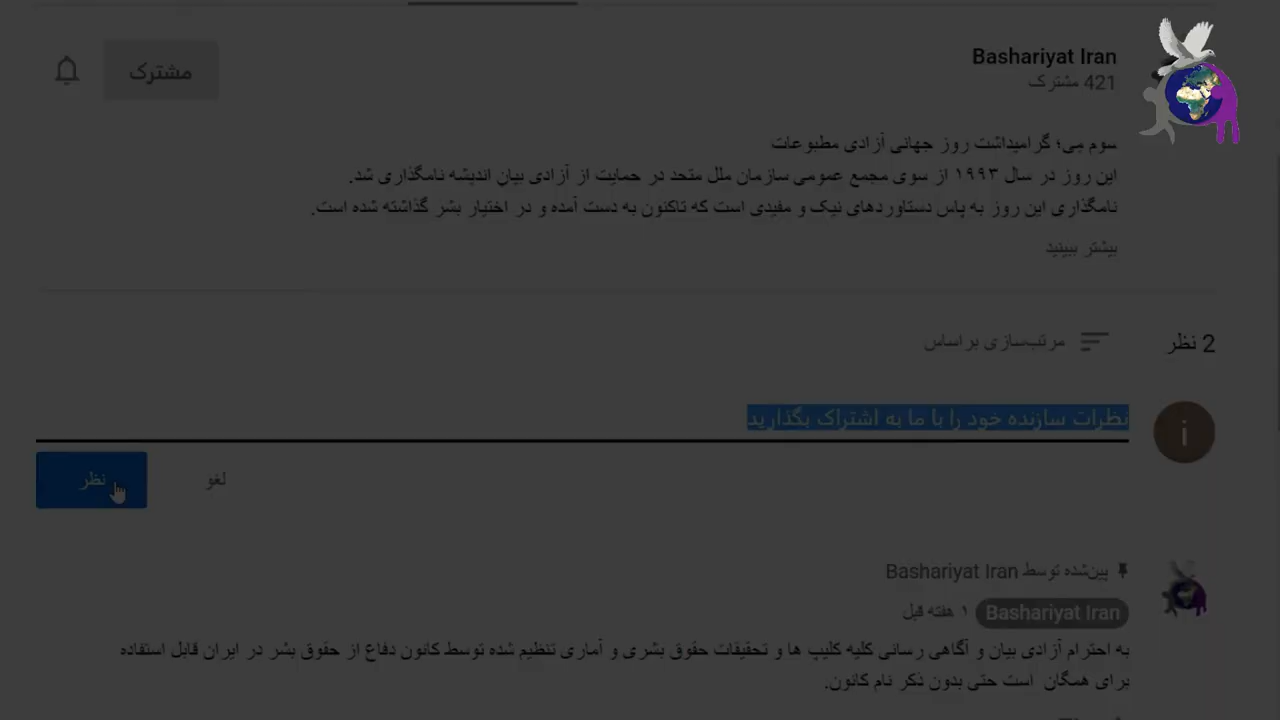 Bashariyat Iran
421 مشترک
مشترک
سوم مِی؛ گرامیداشت روز جهانی آزادی مطبوعات
این روز در سال ۱۹۹۳ از سوی مجمع عمومی سازمان ملل متحد در حمایت از آزادی بیانِ اندیشه نامگذاری شد.
نامگذاری این روز به پاس دستاوردهای نیک و مفیدی است که تاکنون به دست آمده و در اختیار بشر گذاشته شده است.
بیشتر ببینید
2 نظر
مرتب‌سازی براساس
i
نظرات سازنده خود را با ما به اشتراک بگذارید
لغو
نظر
پین‌شده توسط Bashariyat Iran
Bashariyat Iran ۱ هفته قبل
به احترام آزادی بیان و آگاهی رسانی کلیه کلیپ ها و تحقیقات حقوق بشری و آماری تنظیم شده توسط کانون دفاع از حقوق بشر در ایران قابل استفاده
برای همگان است حتی بدون ذکر نام کانون.